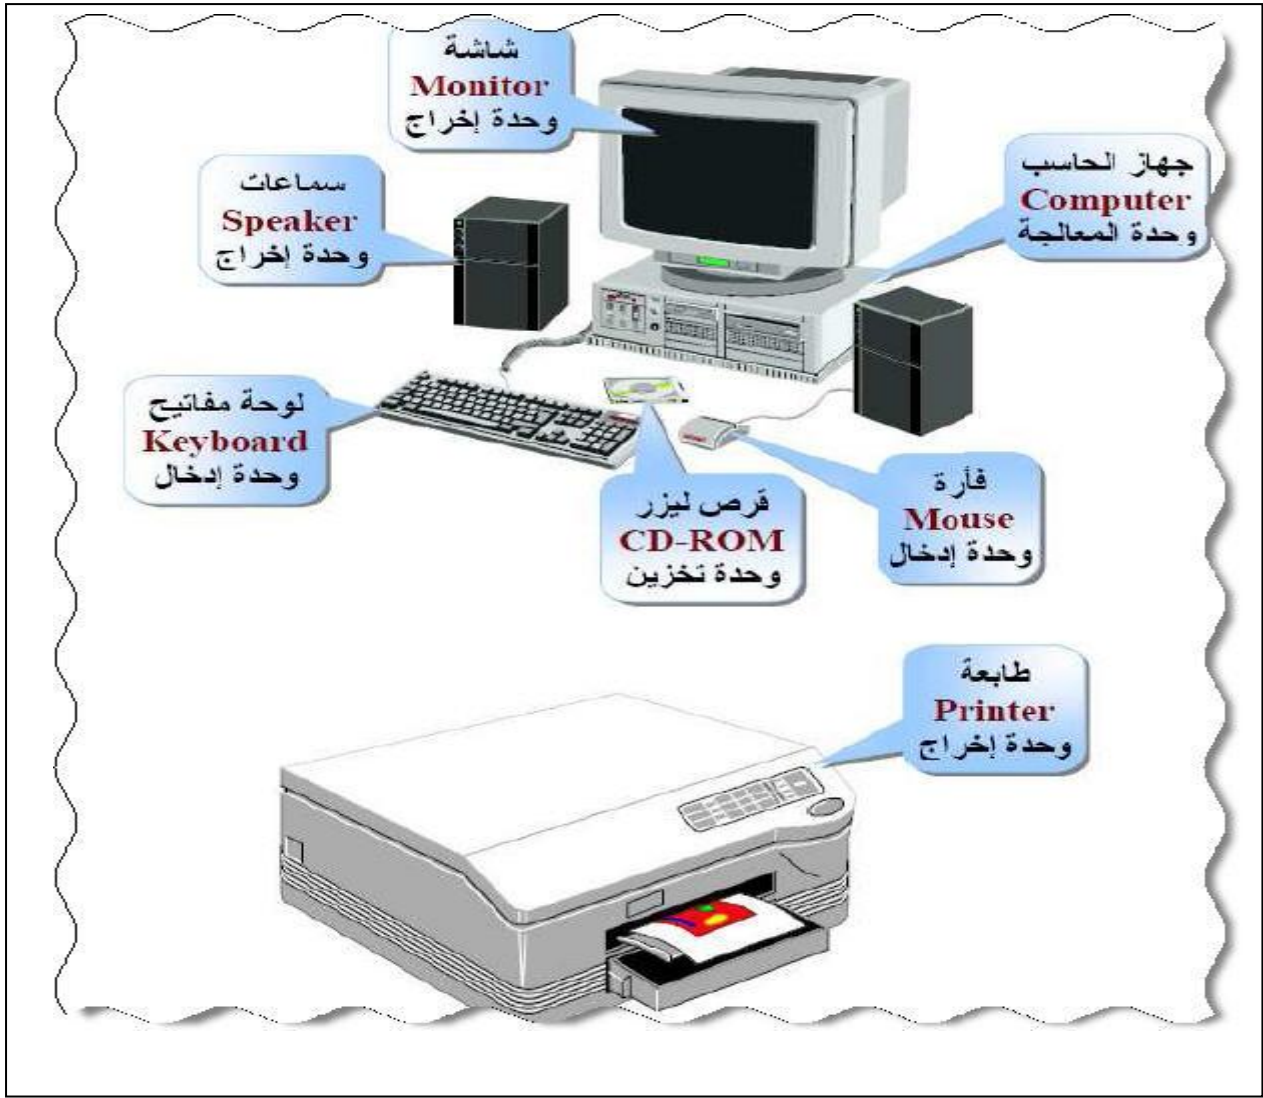 شاشة
Monitor
وحدة إخراج
جهاز الحاسب
Computer
وحدة المعالجة
سماعات
Speaker
وحدة إخراج
لوحة مفاتيح
Keyboard
وحدة إدخال
قرص ليزر
CD-ROM
وحدة تخزين
فأرة
Mouse
وحدة إدخال
طابعة
Printer
وحدة إخراج